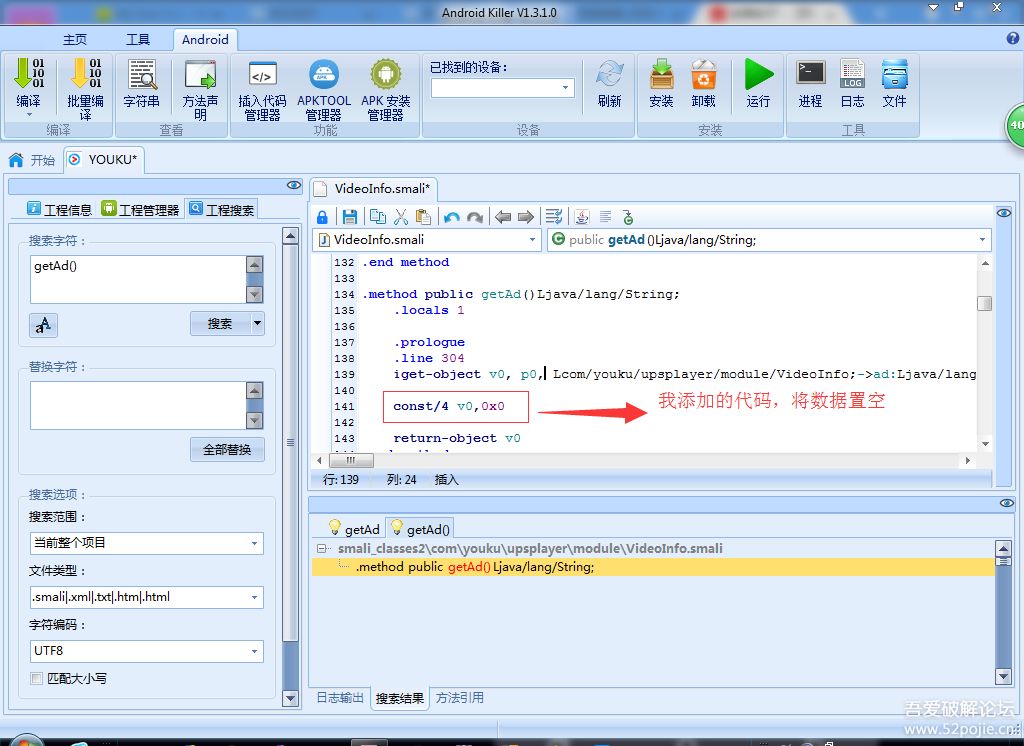 Android Killer V1.3.1.0
主页 工具 Android
编译 批量编译 字符串 方法声明 插入代码管理器 APKTOOL管理器 APK 安装管理器 已找到的设备: 刷新 安装 卸载 运行 进程 日志 文件
编译 查看 功能 设备 安装 工具
40
开始 YOUKU*
工程信息 工程管理器 工程搜索
搜索字符:
getAd()
搜索
替换字符:
全部替换
搜索选项:
搜索范围:
当前整个项目
文件类型:
.smali|.xml|.txt|.htm|.html
字符编码:
UTF8
匹配大小写
VideoInfo.smali*
VideoInfo.smali public getAd()Ljava/lang/String;
132 .end method
133
134 .method public getAd()Ljava/lang/String;
135 .locals 1
136
137 .prologue
138 .line 304
139 iget-object v0, p0, Lcom/youku/upsplayer/module/VideoInfo;->ad:Ljava/lang
140
141 const/4 v0,0x0
我添加的代码，将数据置空
142
143 return-object v0
行: 139 列: 24 插入
getAd getAd()
smali_classes2\com\youku\upsplayer\module\VideoInfo.smali
.method public getAd()Ljava/lang/String;
日志输出 搜索结果 方法引用
吾爱破解论坛
www.52pojie.cn